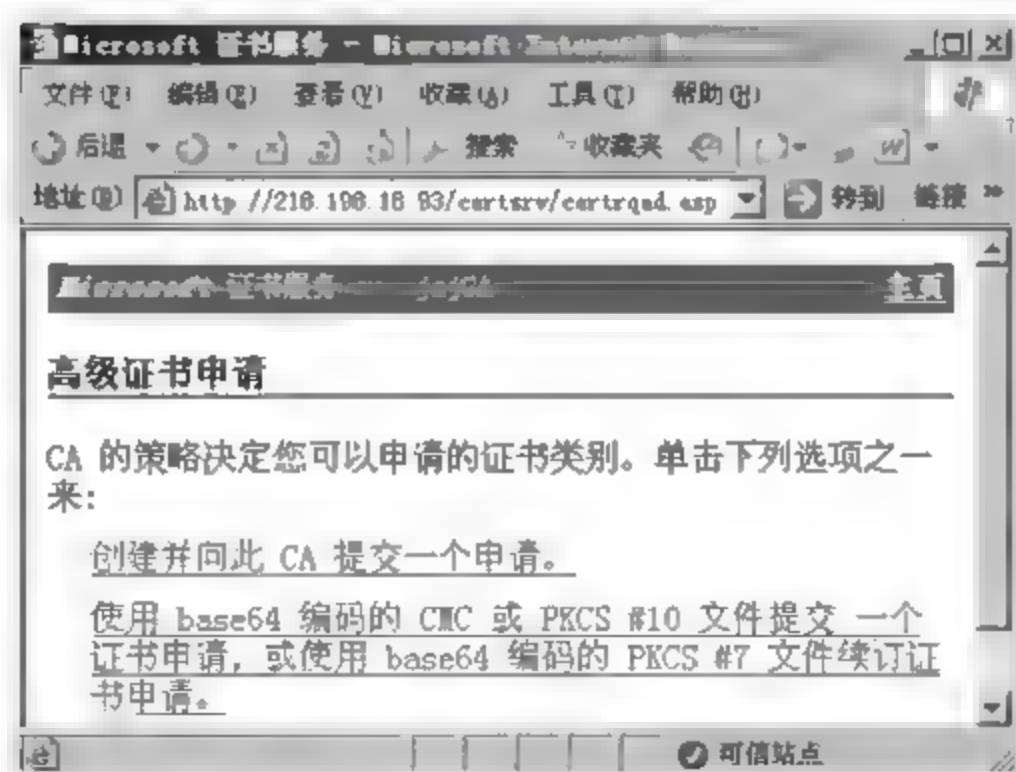 Microsoft 证书服务 - Microsoft
文件(F) 编辑(E) 查看(V) 收藏(A) 工具(T) 帮助(H)
后退 搜索 收藏夹
地址(D) http //218.198.18 93/certsrv/certrqad.asp 转到 链接 »
Microsoft 证书服务 主页
高级证书申请
CA 的策略决定您可以申请的证书类别。单击下列选项之一
来:
创建并向此 CA 提交一个申请。
使用 base64 编码的 CMC 或 PKCS #10 文件提交 一个
证书申请, 或使用 base64 编码的 PKCS #7 文件续订证
书申请。
可信站点